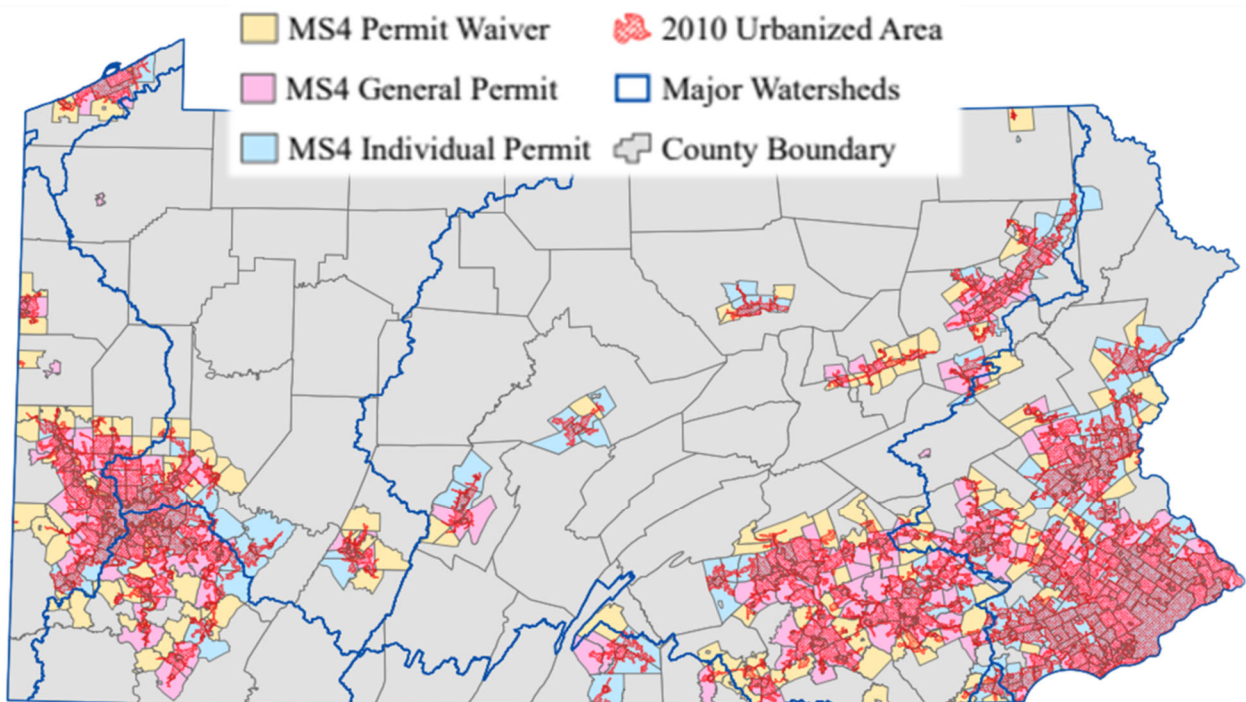 MS4 Permit Waiver
2010 Urbanized Area
MS4 General Permit
Major Watersheds
MS4 Individual Permit
County Boundary